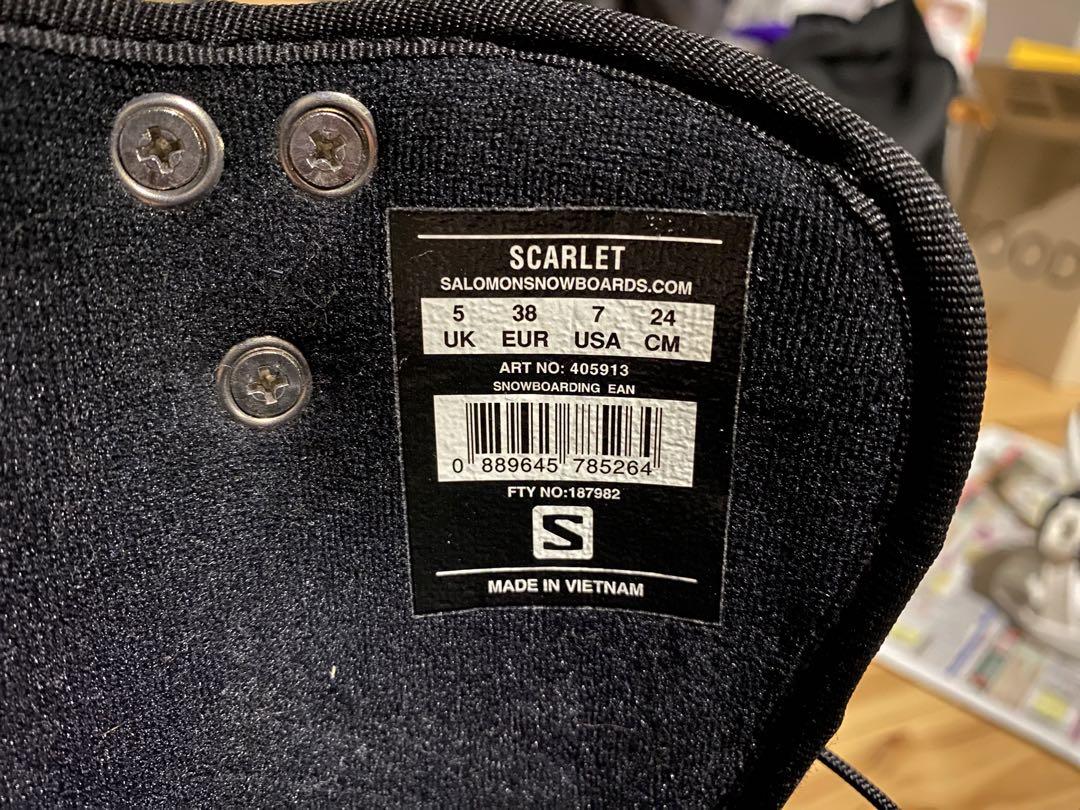 SCARLET
SALOMONSNOWBOARDS.COM
5 38 7 24
UK EUR USA CM
ART NO: 405913
SNOWBOARDING EAN
0 889645 785264
FTY NO:187982
S
MADE IN VIETNAM